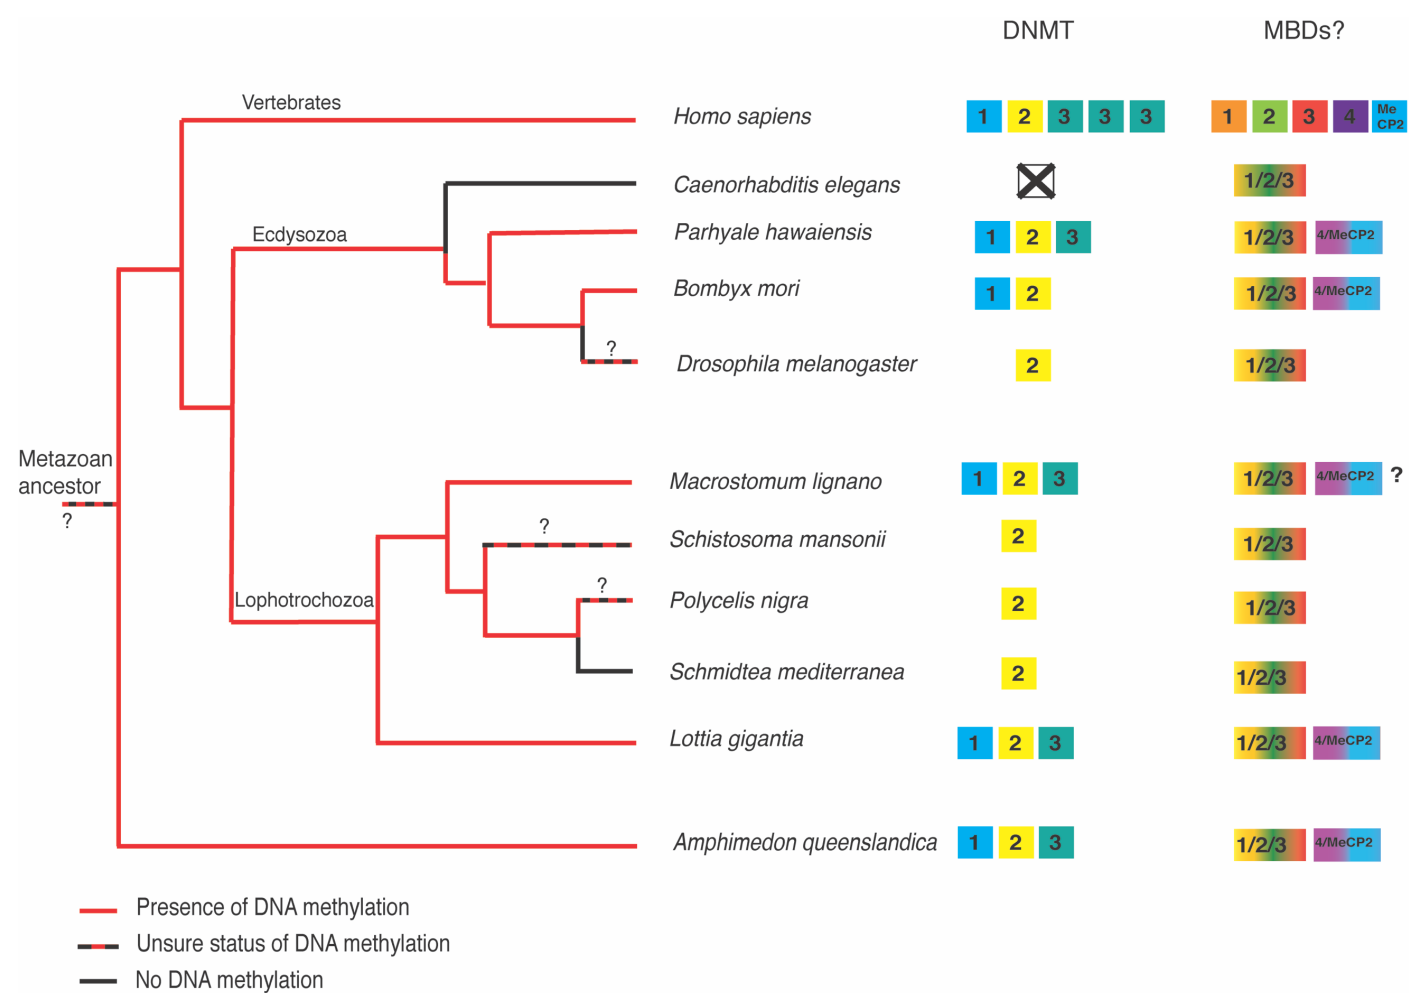 DNMT MBDs?
Vertebrates
Homo sapiens 1 2 3 3 3 1 2 3 4 Me CP2
Caenorhabditis elegans 1/2/3
Ecdysozoa
Parhyale hawaiensis 1 2 3 1/2/3 4/MeCP2
Bombyx mori 1 2 1/2/3 4/MeCP2
?
Drosophila melanogaster 2 1/2/3
Metazoan
ancestor
?
Macrostomum lignano 1 2 3 1/2/3 4/MeCP2 ?
?
Schistosoma mansonii 2 1/2/3
?
Lophotrochozoa
Polycelis nigra 2 1/2/3
Schmidtea mediterranea 2 1/2/3
Lottia gigantia 1 2 3 1/2/3 4/MeCP2
Amphimedon queenslandica 1 2 3 1/2/3 4/MeCP2
Presence of DNA methylation
Unsure status of DNA methylation
No DNA methylation